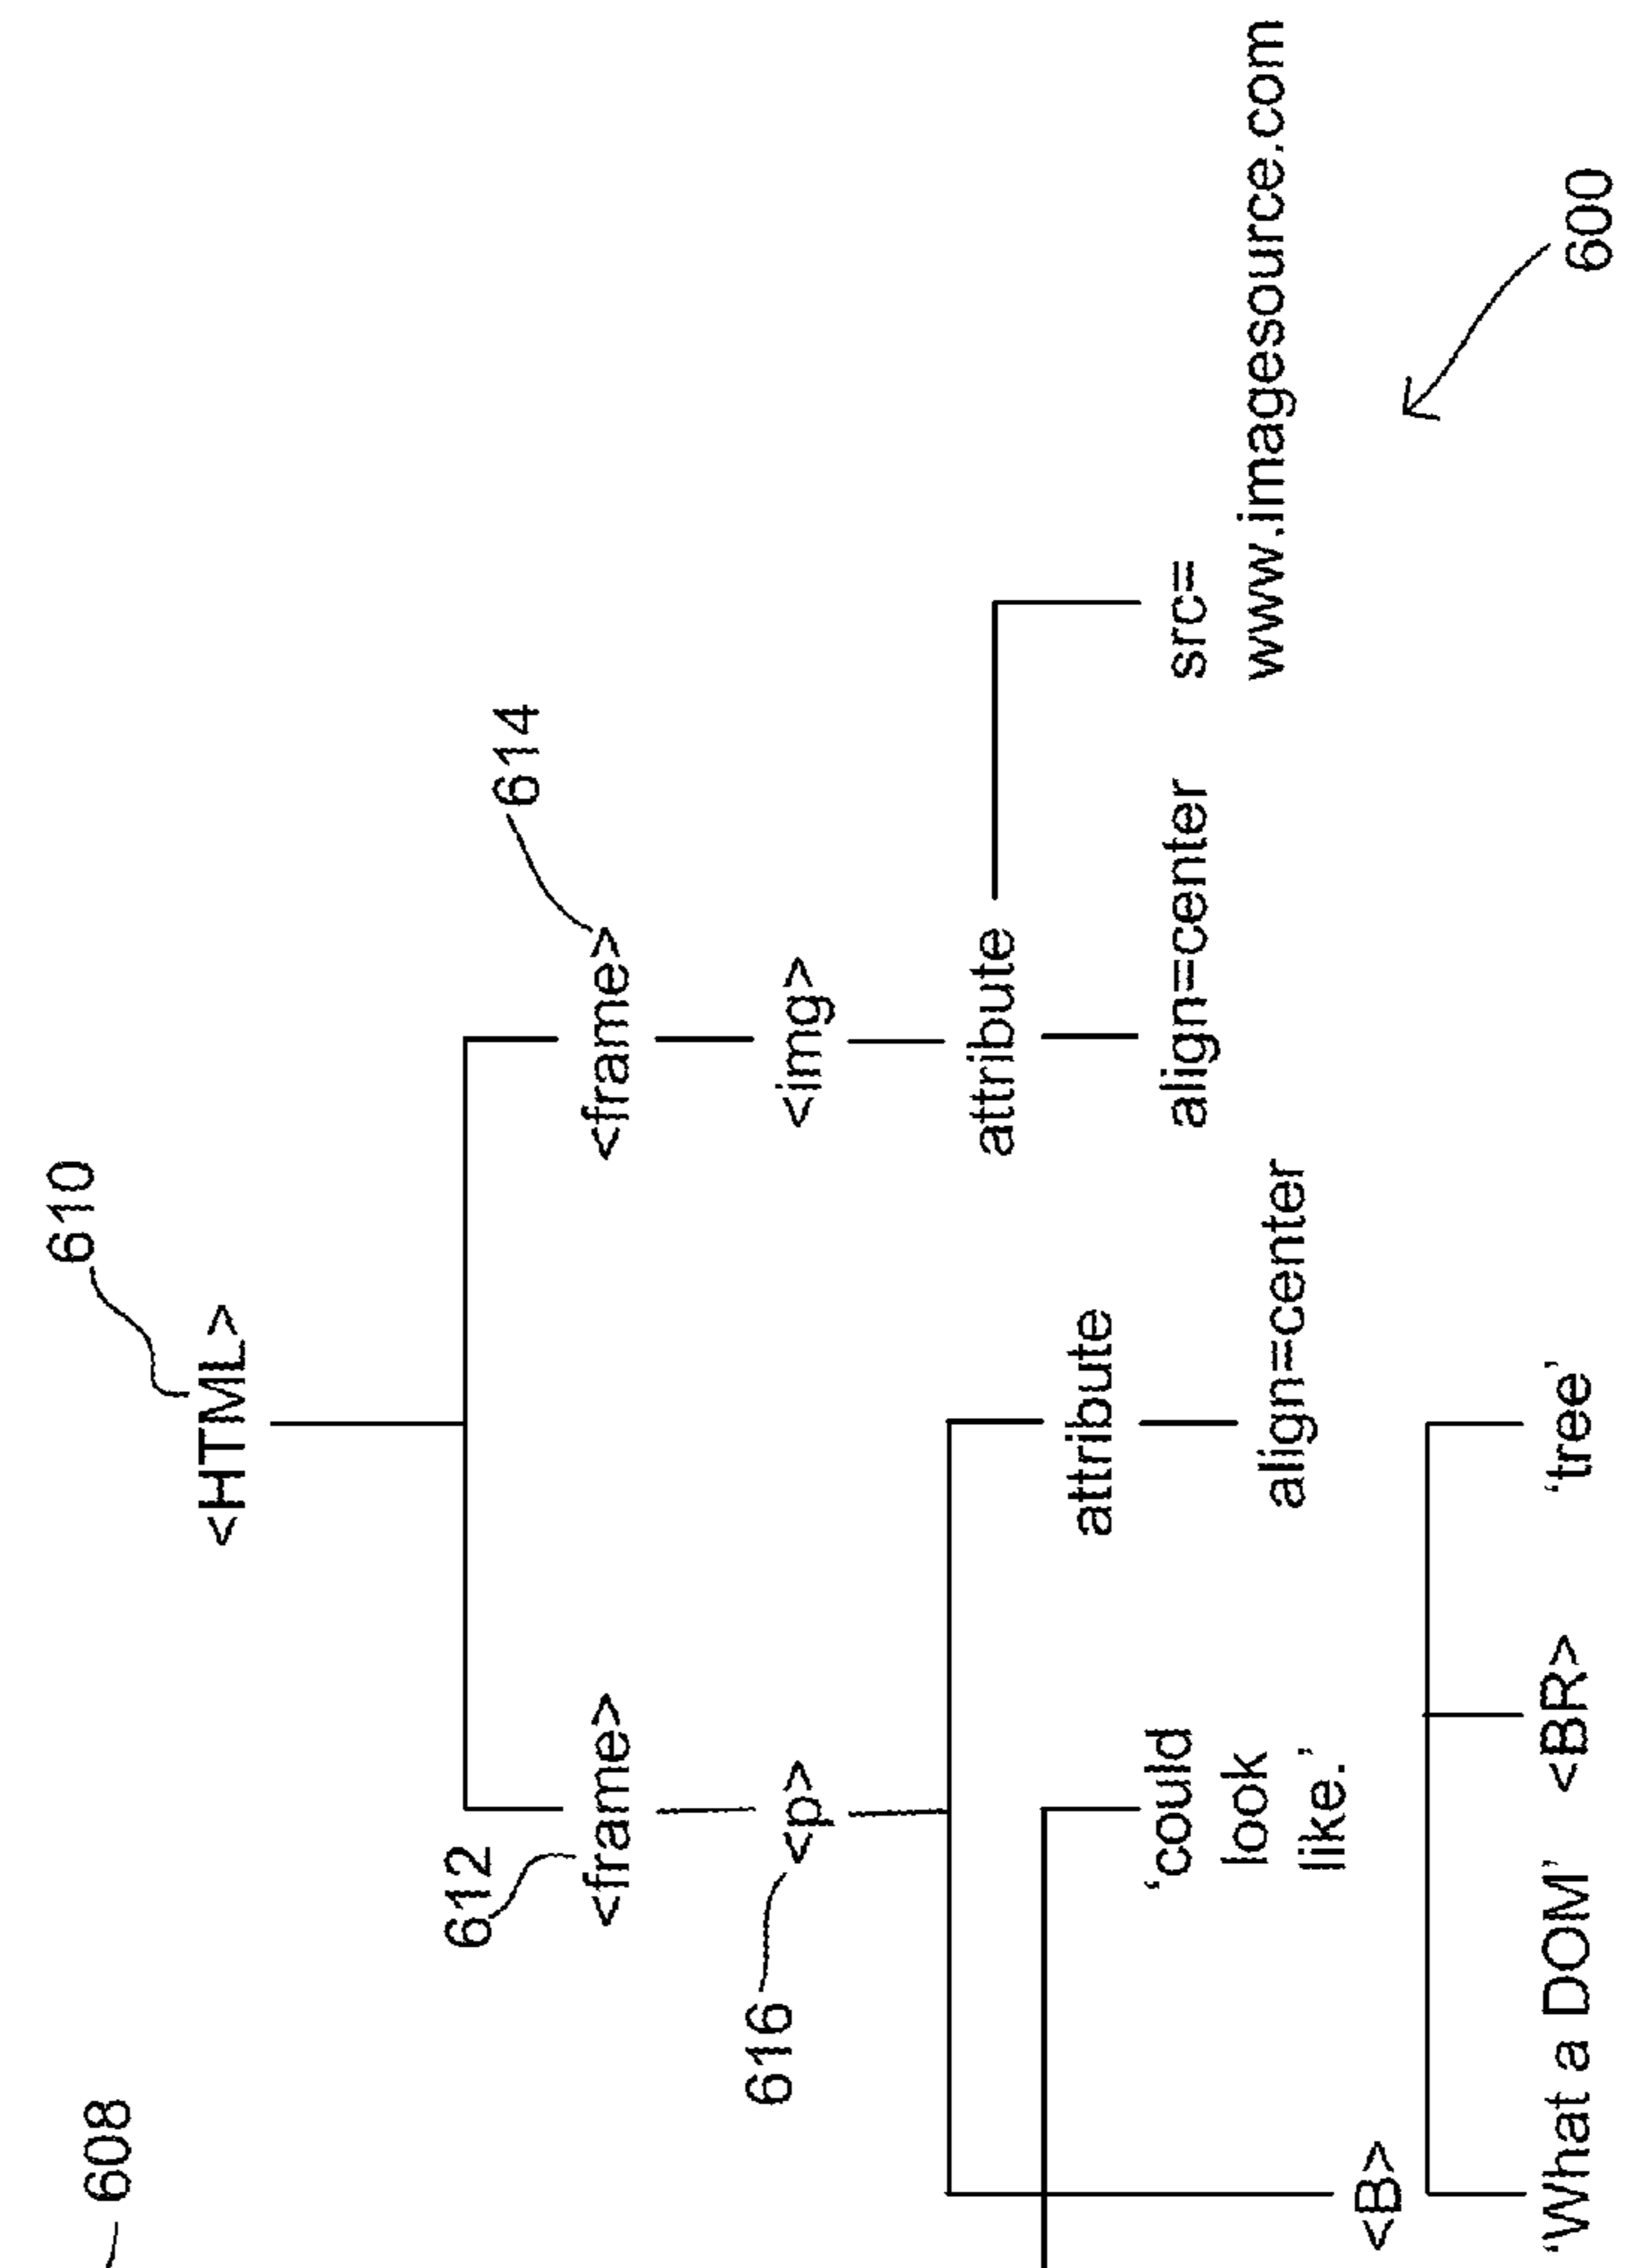 608
610
<HTML>
612
614
<frame>
<frame>
616
<p>
<img>
attribute
attribute
'could
look
like.'
align=center
align=center
src=
www.imagesource.com
<B>
'What a DOM'
<BR>
'tree'
600